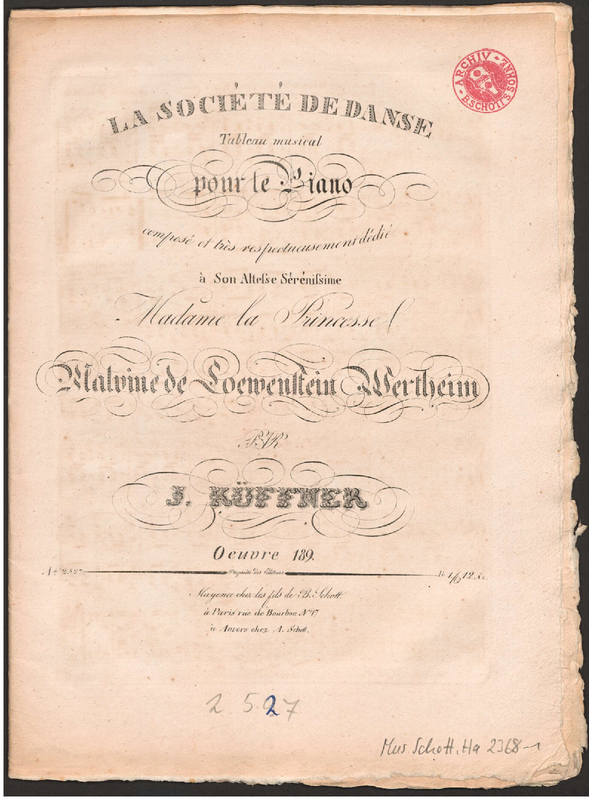 ARCHIV
B. SCHOTT'S SÖHNE
LA SOCIÉTÉ DE DANSE
Tableau musical
pour le Piano
composé et très respectueusement dédié
à Son Altesse Sérénissime
Madame la Princesse
Malvine de Loewenstein Wertheim
PAR
J. KÜFFNER
Oeuvre 189.
Propriété des Editeurs
Mayence chez les fils de B. Schott.
à Paris rue de Bourbon No. 17
à Anvers chez A. Schott.
2527
Mus. Schott. Ha 2368-1